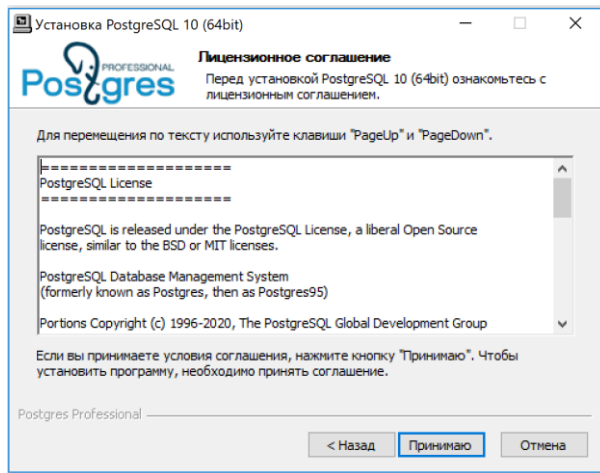 Установка PostgreSQL 10 (64bit)
PROFESSIONAL
Postgres
Лицензионное соглашение
Перед установкой PostgreSQL 10 (64bit) ознакомьтесь с
лицензионным соглашением.
Для перемещения по тексту используйте клавиши "PageUp" и "PageDown".
====================
PostgreSQL License
====================
PostgreSQL is released under the PostgreSQL License, a liberal Open Source
license, similar to the BSD or MIT licenses.
PostgreSQL Database Management System
(formerly known as Postgres, then as Postgres95)
Portions Copyright (c) 1996-2020, The PostgreSQL Global Development Group
Если вы принимаете условия соглашения, нажмите кнопку "Принимаю". Чтобы
установить программу, необходимо принять соглашение.
Postgres Professional
< Назад Принимаю Отмена